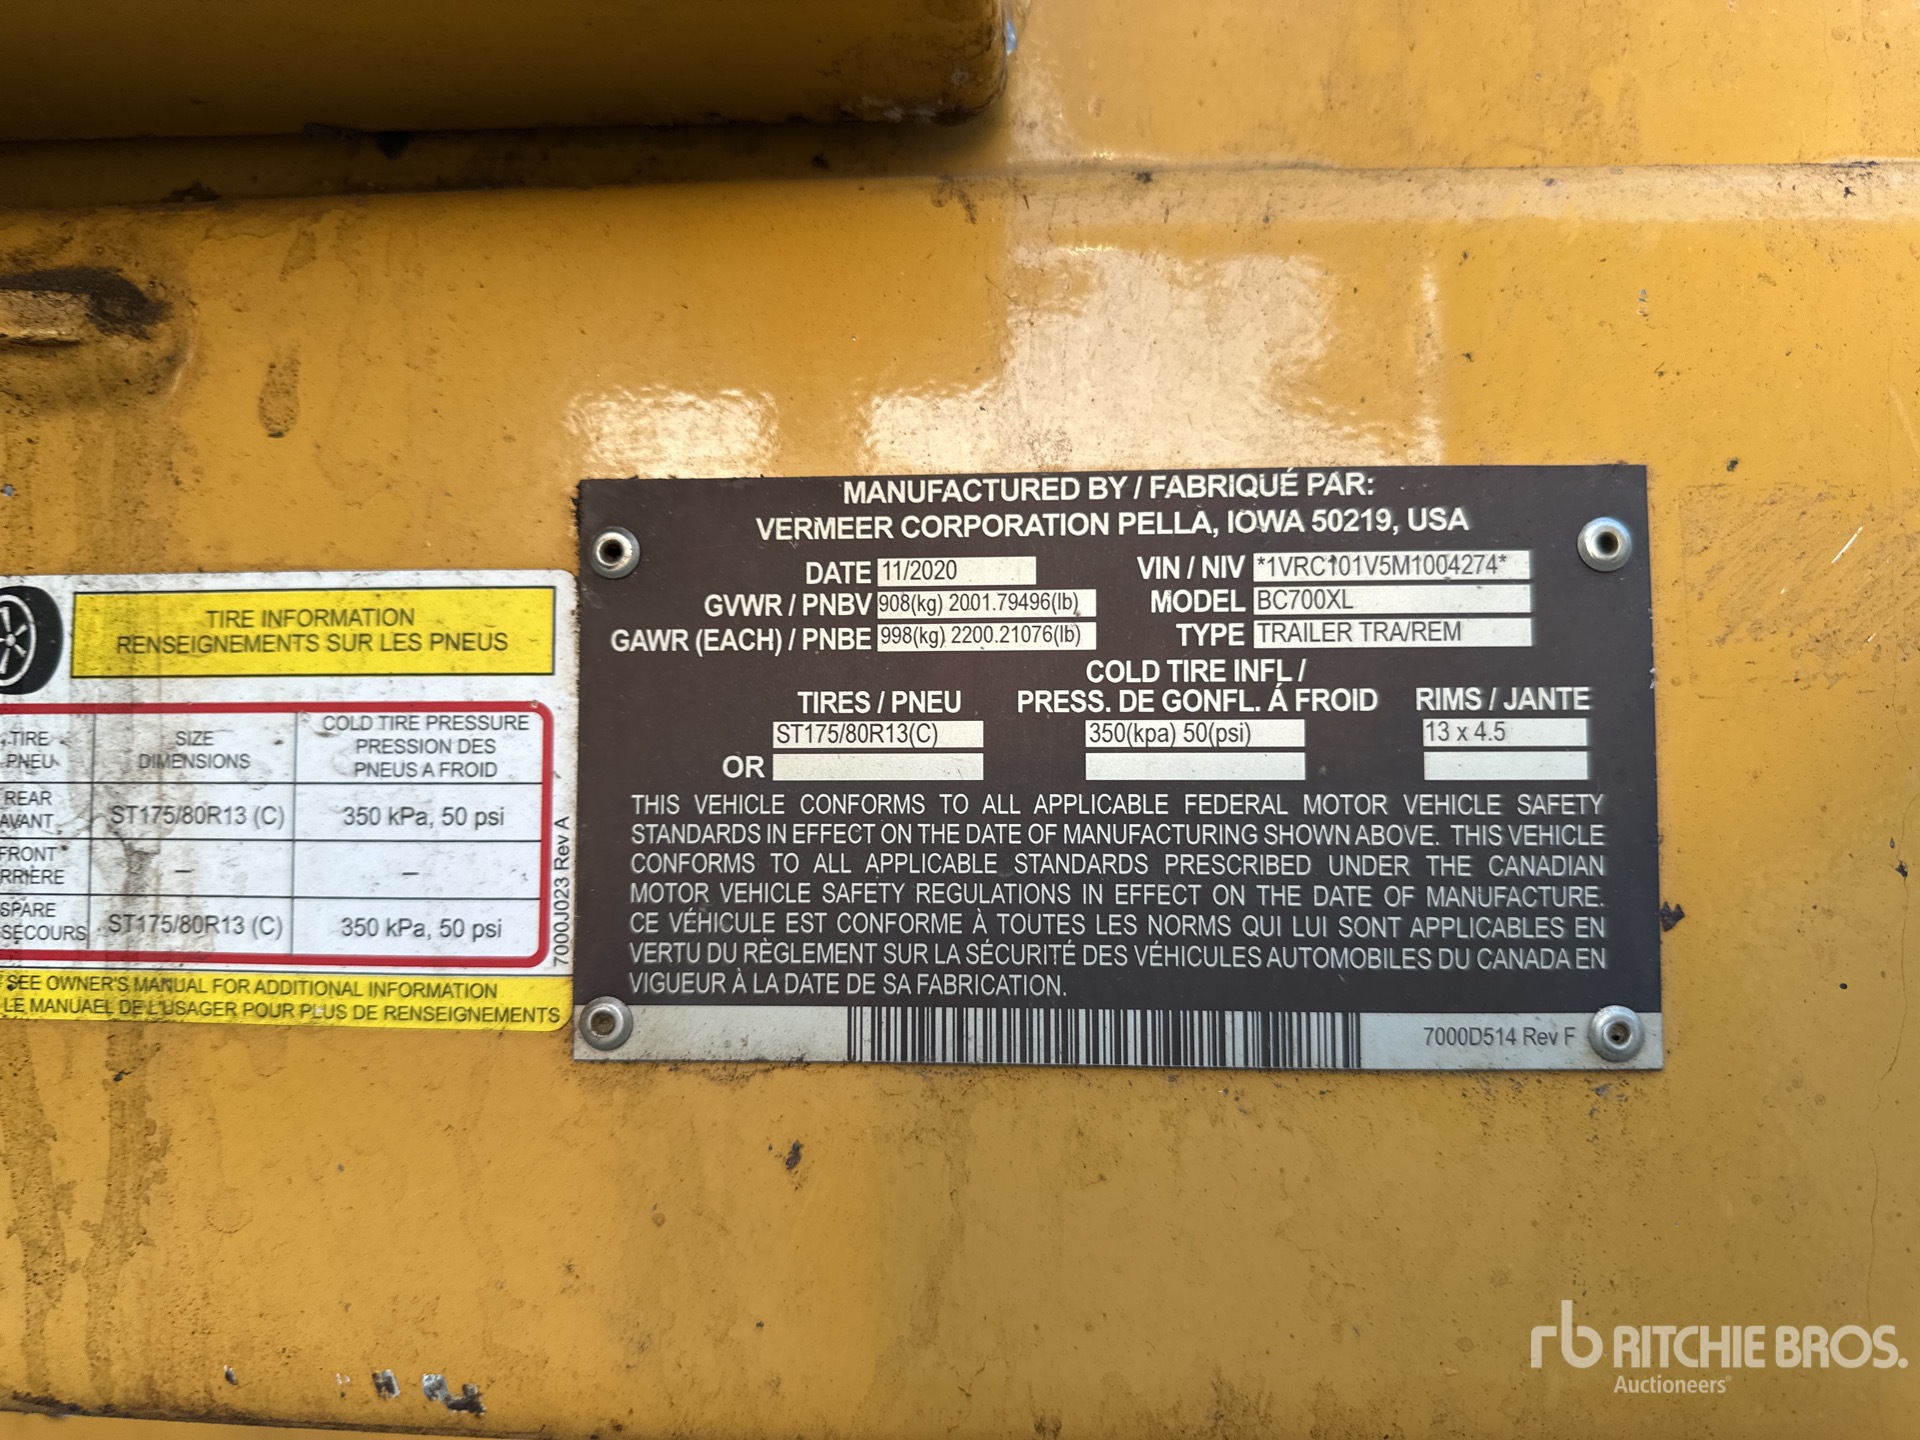 TIRE INFORMATION
RENSEIGNEMENTS SUR LES PNEUS
TIRE
PNEU
SIZE
DIMENSIONS
COLD TIRE PRESSURE
PRESSION DES
PNEUS A FROID
REAR
AVANT
ST175/80R13 (C)
350 kPa, 50 psi
FRONT
RRIÈRE
–
–
SPARE
SECOURS
ST175/80R13 (C)
350 kPa, 50 psi
7000J023 Rev A
SEE OWNER'S MANUAL FOR ADDITIONAL INFORMATION
LE MANUAEL DE L'USAGER POUR PLUS DE RENSEIGNEMENTS
MANUFACTURED BY / FABRIQUÉ PAR:
VERMEER CORPORATION PELLA, IOWA 50219, USA
DATE 11/2020 VIN / NIV *1VRC101V5M1004274*
GVWR / PNBV 908(kg) 2001.79496(lb) MODEL BC700XL
GAWR (EACH) / PNBE 998(kg) 2200.21076(lb) TYPE TRAILER TRA/REM
COLD TIRE INFL /
TIRES / PNEU PRESS. DE GONFL. Á FROID RIMS / JANTE
ST175/80R13(C) 350(kpa) 50(psi) 13 x 4.5
OR
THIS VEHICLE CONFORMS TO ALL APPLICABLE FEDERAL MOTOR VEHICLE SAFETY
STANDARDS IN EFFECT ON THE DATE OF MANUFACTURING SHOWN ABOVE. THIS VEHICLE
CONFORMS TO ALL APPLICABLE STANDARDS PRESCRIBED UNDER THE CANADIAN
MOTOR VEHICLE SAFETY REGULATIONS IN EFFECT ON THE DATE OF MANUFACTURE.
CE VÉHICULE EST CONFORME À TOUTES LES NORMS QUI LUI SONT APPLICABLES EN
VERTU DU RÈGLEMENT SUR LA SÉCURITÉ DES VÉHICULES AUTOMOBILES DU CANADA EN
VIGUEUR À LA DATE DE SA FABRICATION.
7000D514 Rev F
rb RITCHIE BROS.
Auctioneers